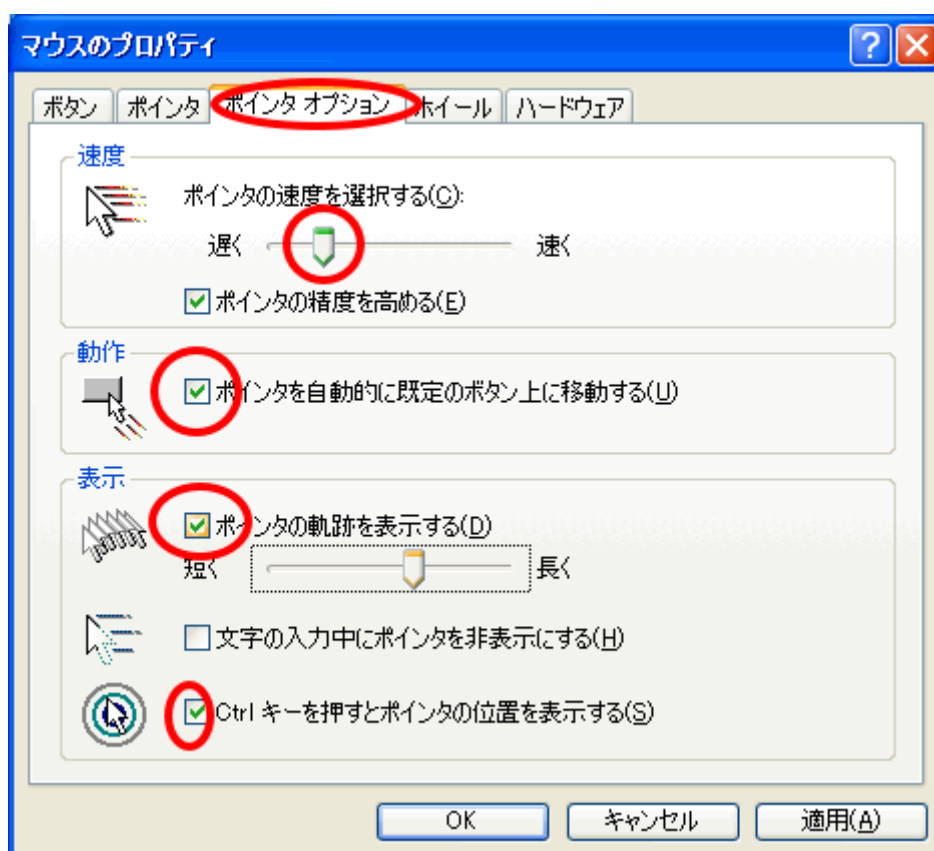 マウスのプロパティ
ボタン ポインタ ポインタ オプション ホイール ハードウェア
速度
ポインタの速度を選択する(C):
遅く 速く
ポインタの精度を高める(E)
動作
ポインタを自動的に既定のボタン上に移動する(U)
表示
ポインタの軌跡を表示する(D)
短く 長く
文字の入力中にポインタを非表示にする(H)
Ctrl キーを押すとポインタの位置を表示する(S)
OK キャンセル 適用(A)